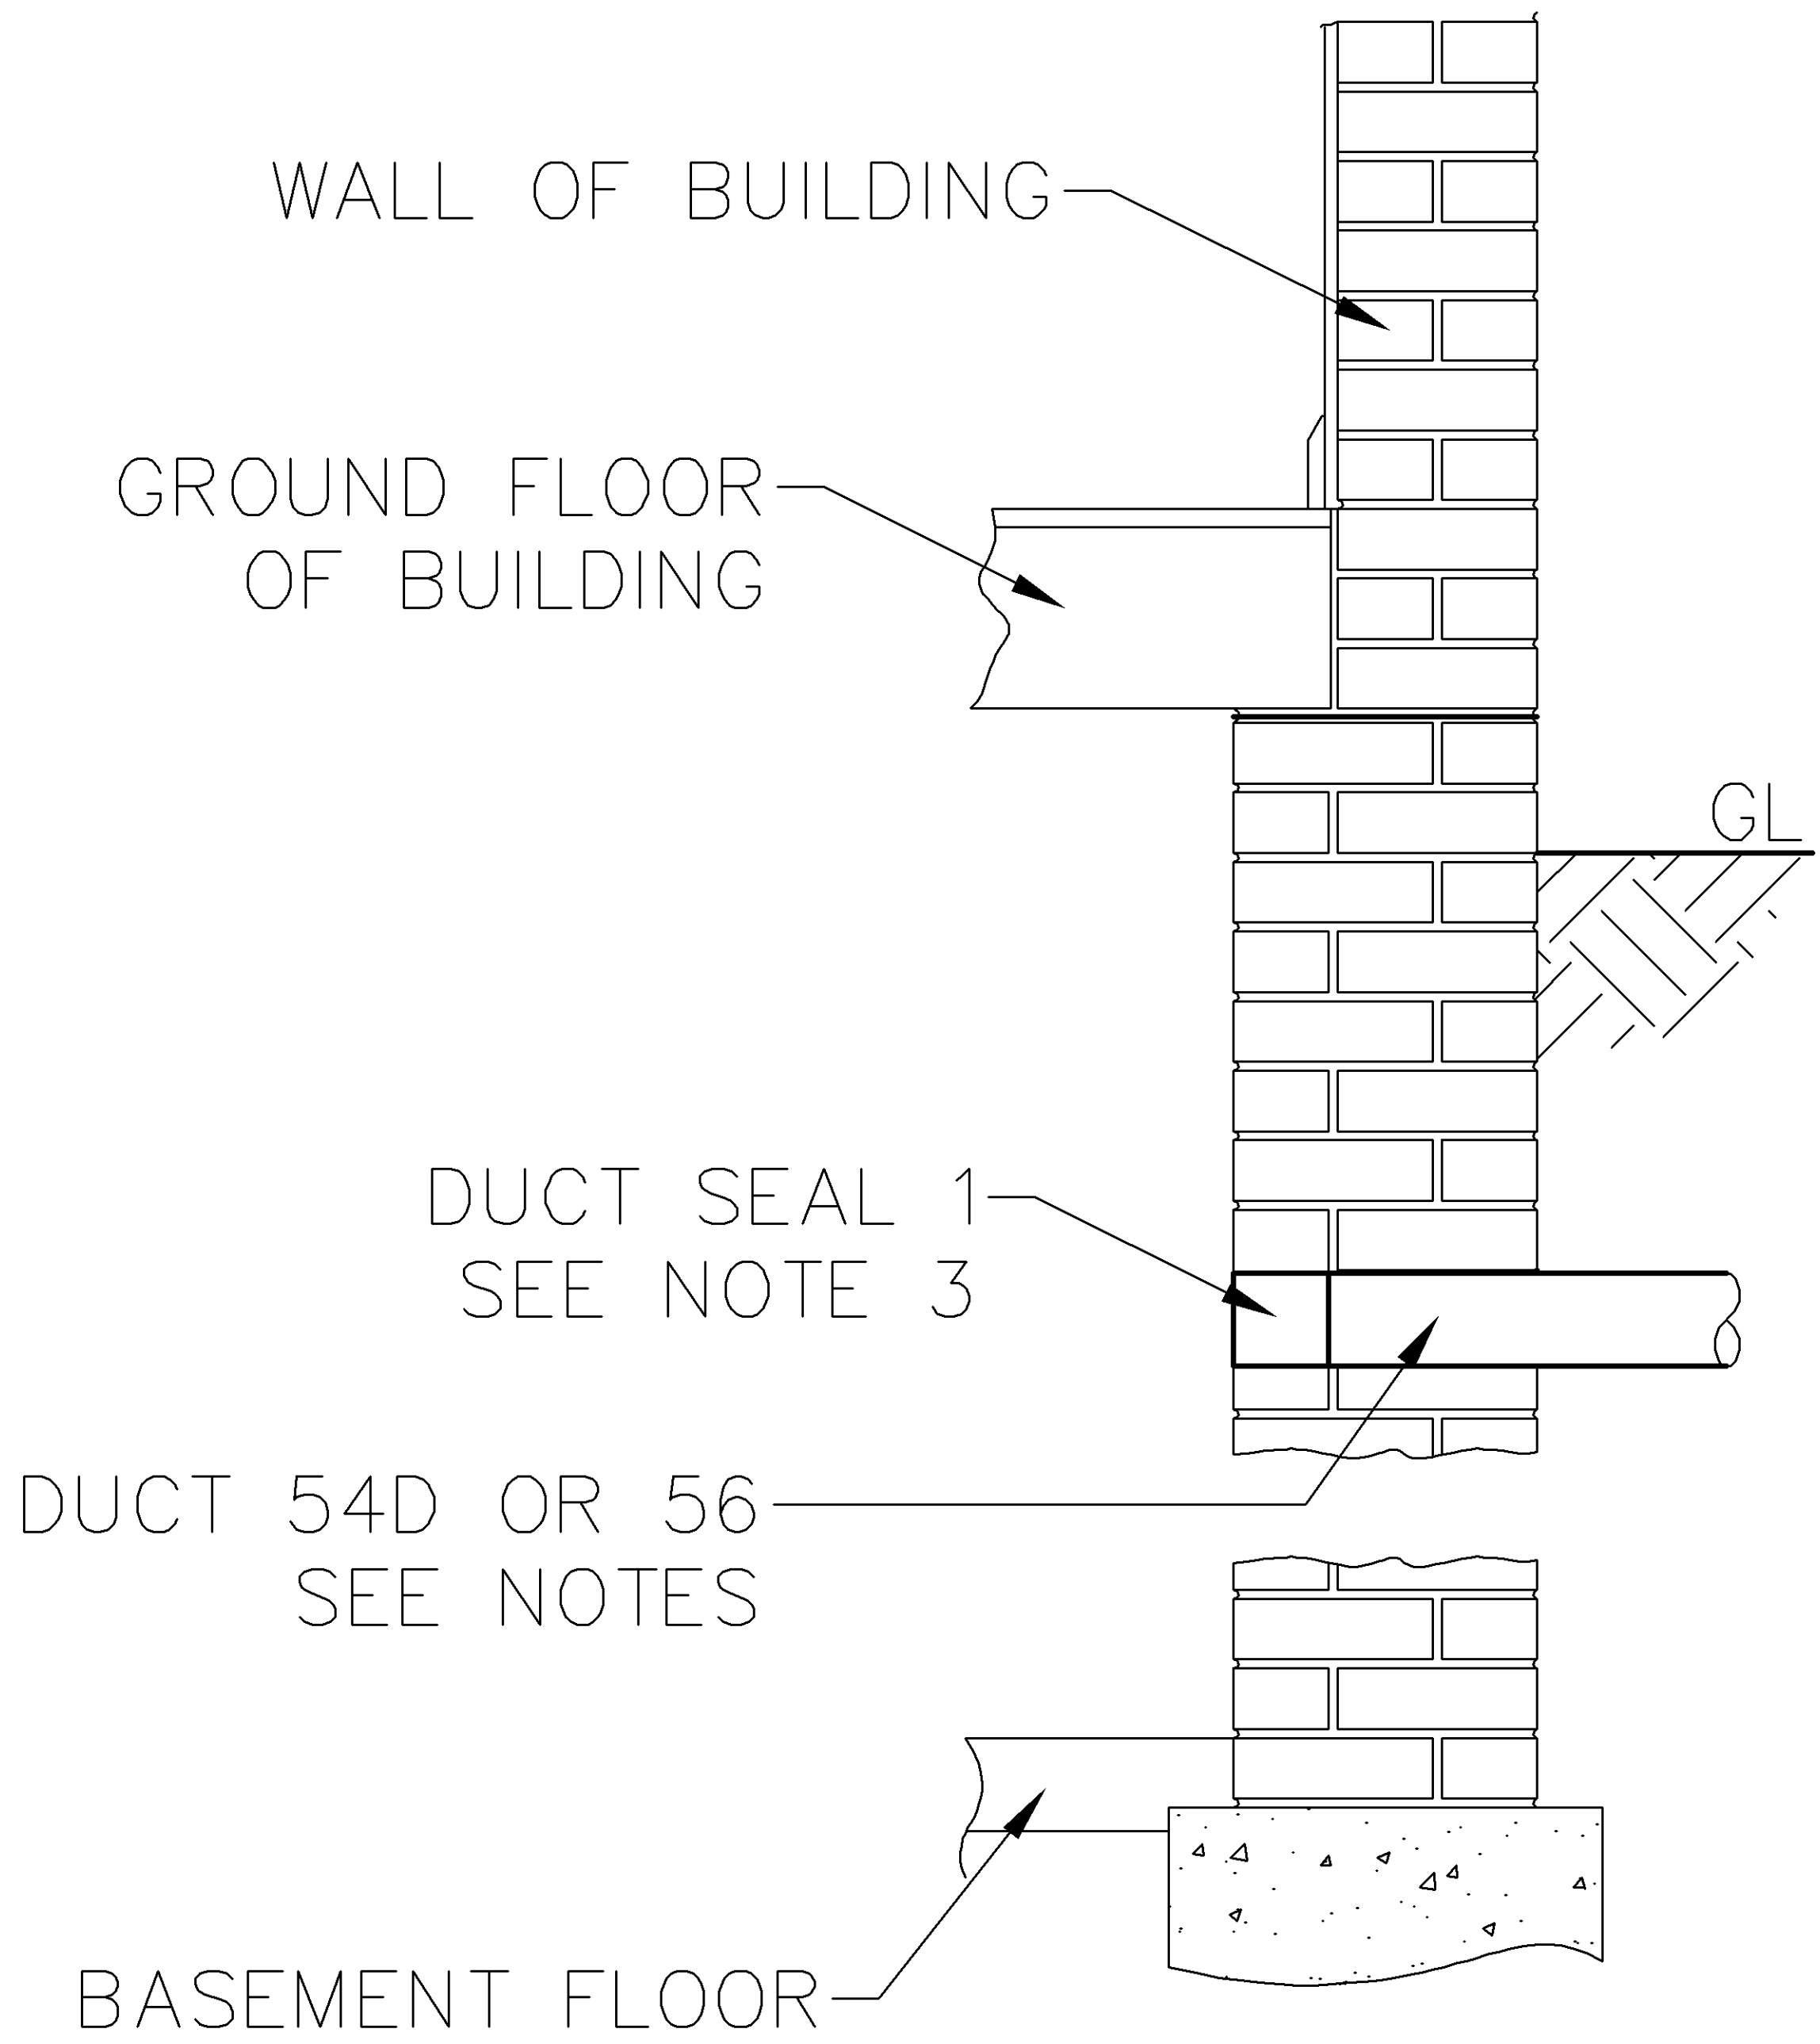 WALL OF BUILDING
GROUND FLOOR
OF BUILDING
GL
DUCT SEAL 1
SEE NOTE 3
DUCT 54D OR 56
SEE NOTES
BASEMENT FLOOR